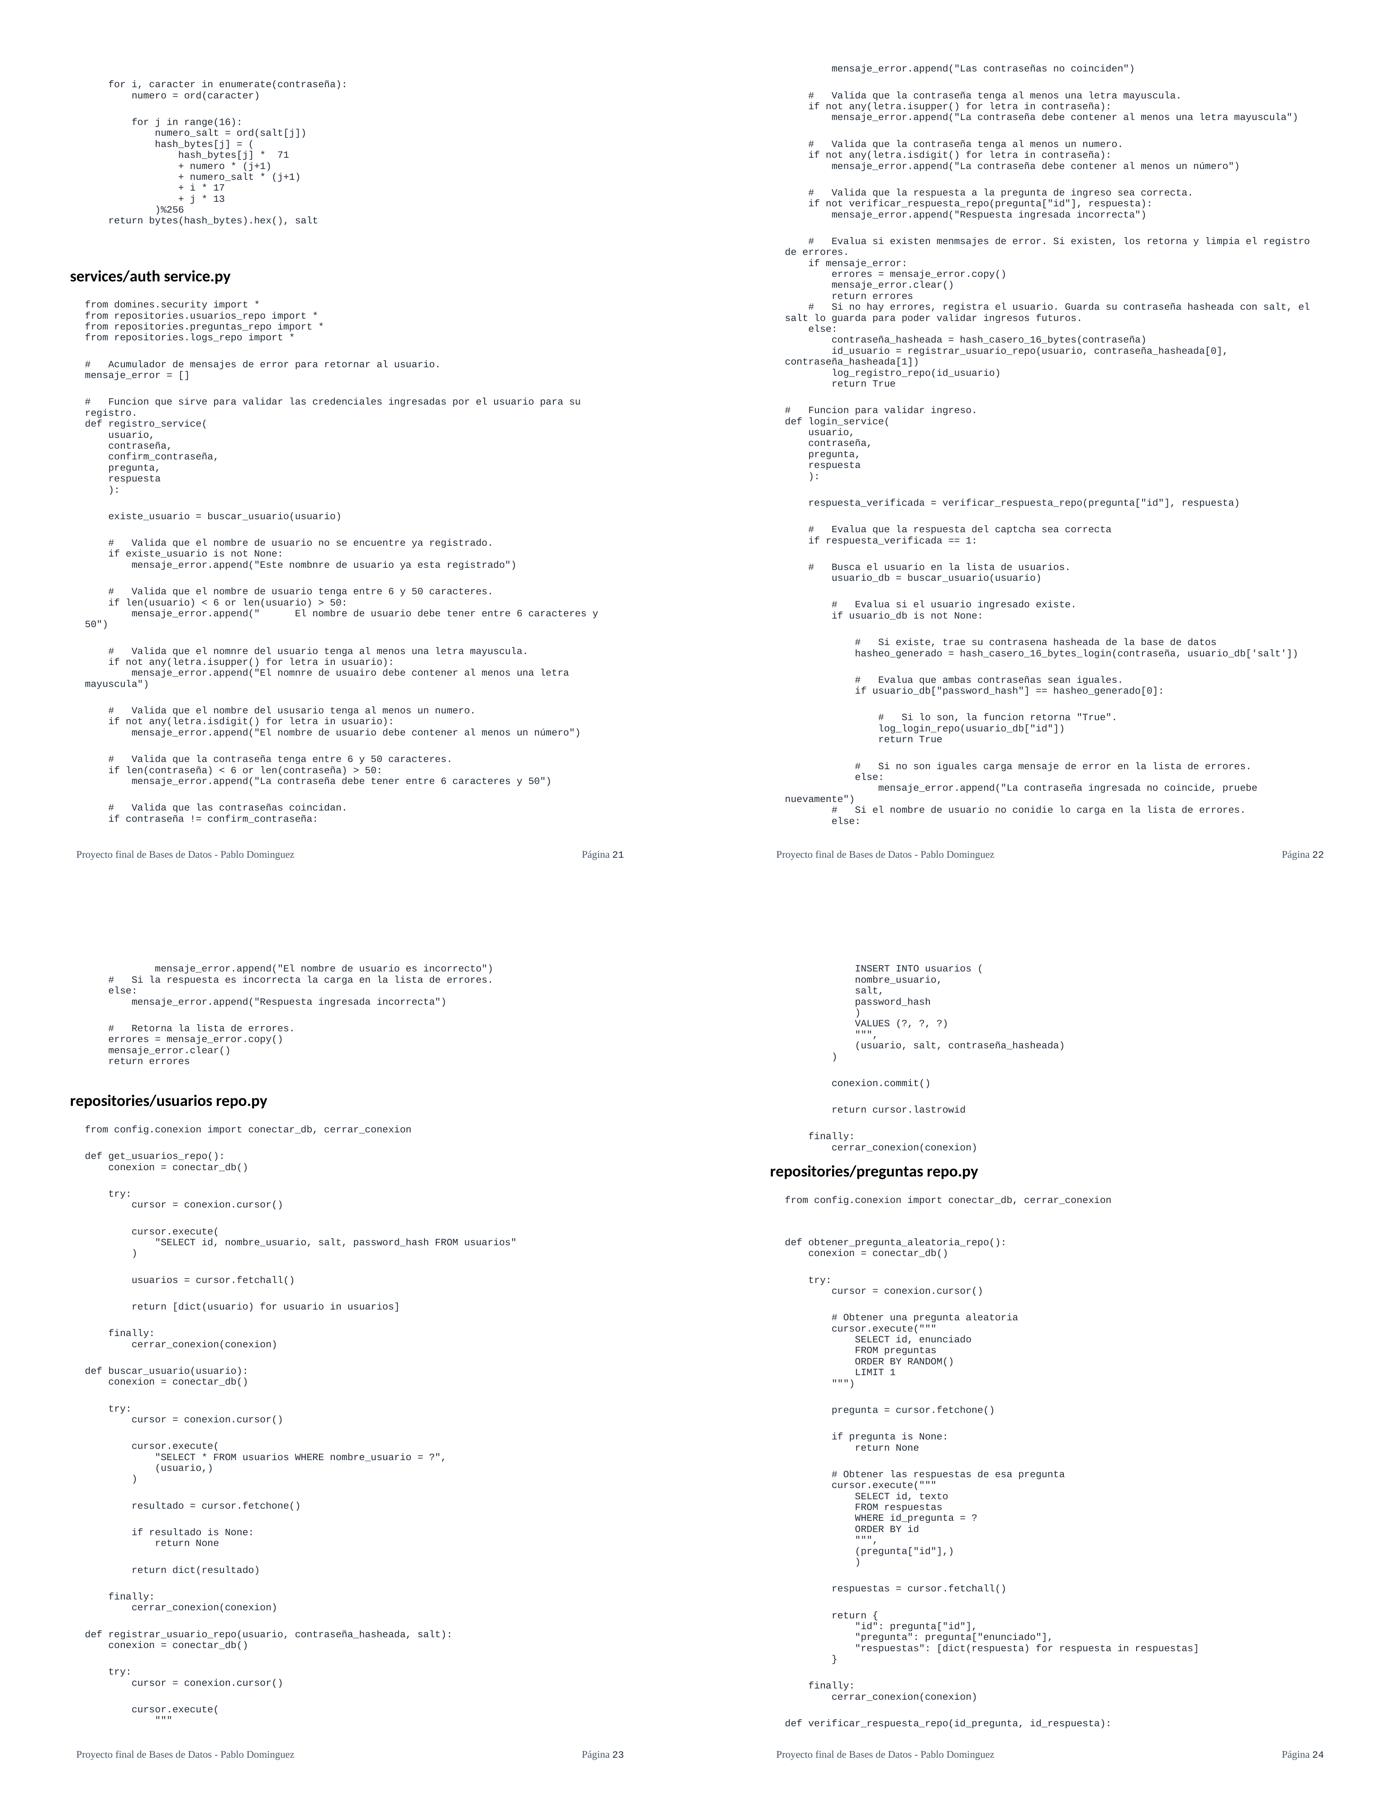 for i, caracter in enumerate(contraseña):
        numero = ord(caracter)

        for j in range(16):
            numero_salt = ord(salt[j])
            hash_bytes[j] = (
                hash_bytes[j] *  71
                + numero * (j+1)
                + numero_salt * (j+1)
                + i * 17
                + j * 13
            )%256
    return bytes(hash_bytes).hex(), salt

services/auth service.py

from domines.security import *
from repositories.usuarios_repo import *
from repositories.preguntas_repo import *
from repositories.logs_repo import *

#   Acumulador de mensajes de error para retornar al usuario.
mensaje_error = []

#   Funcion que sirve para validar las credenciales ingresadas por el usuario para su
registro.
def registro_service(
    usuario,
    contraseña,
    confirm_contraseña,
    pregunta,
    respuesta
    ):

    existe_usuario = buscar_usuario(usuario)

    #   Valida que el nombre de usuario no se encuentre ya registrado.
    if existe_usuario is not None:
        mensaje_error.append("Este nombnre de usuario ya esta registrado")

    #   Valida que el nombre de usuario tenga entre 6 y 50 caracteres.
    if len(usuario) < 6 or len(usuario) > 50:
        mensaje_error.append("      El nombre de usuario debe tener entre 6 caracteres y
50")

    #   Valida que el nomnre del usuario tenga al menos una letra mayuscula.
    if not any(letra.isupper() for letra in usuario):
        mensaje_error.append("El nomnre de usuairo debe contener al menos una letra
mayuscula")

    #   Valida que el nombre del ususario tenga al menos un numero.
    if not any(letra.isdigit() for letra in usuario):
        mensaje_error.append("El nombre de usuario debe contener al menos un número")

    #   Valida que la contraseña tenga entre 6 y 50 caracteres.
    if len(contraseña) < 6 or len(contraseña) > 50:
        mensaje_error.append("La contraseña debe tener entre 6 caracteres y 50")

    #   Valida que las contraseñas coincidan.
    if contraseña != confirm_contraseña:

Proyecto final de Bases de Datos - Pablo Dominguez Página 21

        mensaje_error.append("Las contraseñas no coinciden")

    #   Valida que la contraseña tenga al menos una letra mayuscula.
    if not any(letra.isupper() for letra in contraseña):
        mensaje_error.append("La contraseña debe contener al menos una letra mayuscula")

    #   Valida que la contraseña tenga al menos un numero.
    if not any(letra.isdigit() for letra in contraseña):
        mensaje_error.append("La contraseña debe contener al menos un número")

    #   Valida que la respuesta a la pregunta de ingreso sea correcta.
    if not verificar_respuesta_repo(pregunta["id"], respuesta):
        mensaje_error.append("Respuesta ingresada incorrecta")

    #   Evalua si existen menmsajes de error. Si existen, los retorna y limpia el registro
de errores.
    if mensaje_error:
        errores = mensaje_error.copy()
        mensaje_error.clear()
        return errores
    #   Si no hay errores, registra el usuario. Guarda su contraseña hasheada con salt, el
salt lo guarda para poder validar ingresos futuros.
    else:
        contraseña_hasheada = hash_casero_16_bytes(contraseña)
        id_usuario = registrar_usuario_repo(usuario, contraseña_hasheada[0],
contraseña_hasheada[1])
        log_registro_repo(id_usuario)
        return True

#   Funcion para validar ingreso.
def login_service(
    usuario,
    contraseña,
    pregunta,
    respuesta
    ):

    respuesta_verificada = verificar_respuesta_repo(pregunta["id"], respuesta)

    #   Evalua que la respuesta del captcha sea correcta
    if respuesta_verificada == 1:

    #   Busca el usuario en la lista de usuarios.
        usuario_db = buscar_usuario(usuario)

        #   Evalua si el usuario ingresado existe.
        if usuario_db is not None:

            #   Si existe, trae su contrasena hasheada de la base de datos
            hasheo_generado = hash_casero_16_bytes_login(contraseña, usuario_db['salt'])

            #   Evalua que ambas contraseñas sean iguales.
            if usuario_db["password_hash"] == hasheo_generado[0]:

                #   Si lo son, la funcion retorna "True".
                log_login_repo(usuario_db["id"])
                return True

            #   Si no son iguales carga mensaje de error en la lista de errores.
            else:
                mensaje_error.append("La contraseña ingresada no coincide, pruebe
nuevamente")
        #   Si el nombre de usuario no conidie lo carga en la lista de errores.
        else:

Proyecto final de Bases de Datos - Pablo Dominguez Página 22

            mensaje_error.append("El nombre de usuario es incorrecto")
    #   Si la respuesta es incorrecta la carga en la lista de errores.
    else:
        mensaje_error.append("Respuesta ingresada incorrecta")

    #   Retorna la lista de errores.
    errores = mensaje_error.copy()
    mensaje_error.clear()
    return errores

repositories/usuarios repo.py

from config.conexion import conectar_db, cerrar_conexion

def get_usuarios_repo():
    conexion = conectar_db()

    try:
        cursor = conexion.cursor()

        cursor.execute(
            "SELECT id, nombre_usuario, salt, password_hash FROM usuarios"
        )

        usuarios = cursor.fetchall()

        return [dict(usuario) for usuario in usuarios]

    finally:
        cerrar_conexion(conexion)

def buscar_usuario(usuario):
    conexion = conectar_db()

    try:
        cursor = conexion.cursor()

        cursor.execute(
            "SELECT * FROM usuarios WHERE nombre_usuario = ?",
            (usuario,)
        )

        resultado = cursor.fetchone()

        if resultado is None:
            return None

        return dict(resultado)

    finally:
        cerrar_conexion(conexion)

def registrar_usuario_repo(usuario, contraseña_hasheada, salt):
    conexion = conectar_db()

    try:
        cursor = conexion.cursor()

        cursor.execute(
            """

Proyecto final de Bases de Datos - Pablo Dominguez Página 23

            INSERT INTO usuarios (
            nombre_usuario,
            salt,
            password_hash
            )
            VALUES (?, ?, ?)
            """,
            (usuario, salt, contraseña_hasheada)
        )

        conexion.commit()

        return cursor.lastrowid

    finally:
        cerrar_conexion(conexion)

repositories/preguntas repo.py

from config.conexion import conectar_db, cerrar_conexion

def obtener_pregunta_aleatoria_repo():
    conexion = conectar_db()

    try:
        cursor = conexion.cursor()

        # Obtener una pregunta aleatoria
        cursor.execute("""
            SELECT id, enunciado
            FROM preguntas
            ORDER BY RANDOM()
            LIMIT 1
        """)

        pregunta = cursor.fetchone()

        if pregunta is None:
            return None

        # Obtener las respuestas de esa pregunta
        cursor.execute("""
            SELECT id, texto
            FROM respuestas
            WHERE id_pregunta = ?
            ORDER BY id
            """,
            (pregunta["id"],)
            )

        respuestas = cursor.fetchall()

        return {
            "id": pregunta["id"],
            "pregunta": pregunta["enunciado"],
            "respuestas": [dict(respuesta) for respuesta in respuestas]
        }

    finally:
        cerrar_conexion(conexion)

def verificar_respuesta_repo(id_pregunta, id_respuesta):

Proyecto final de Bases de Datos - Pablo Dominguez Página 24